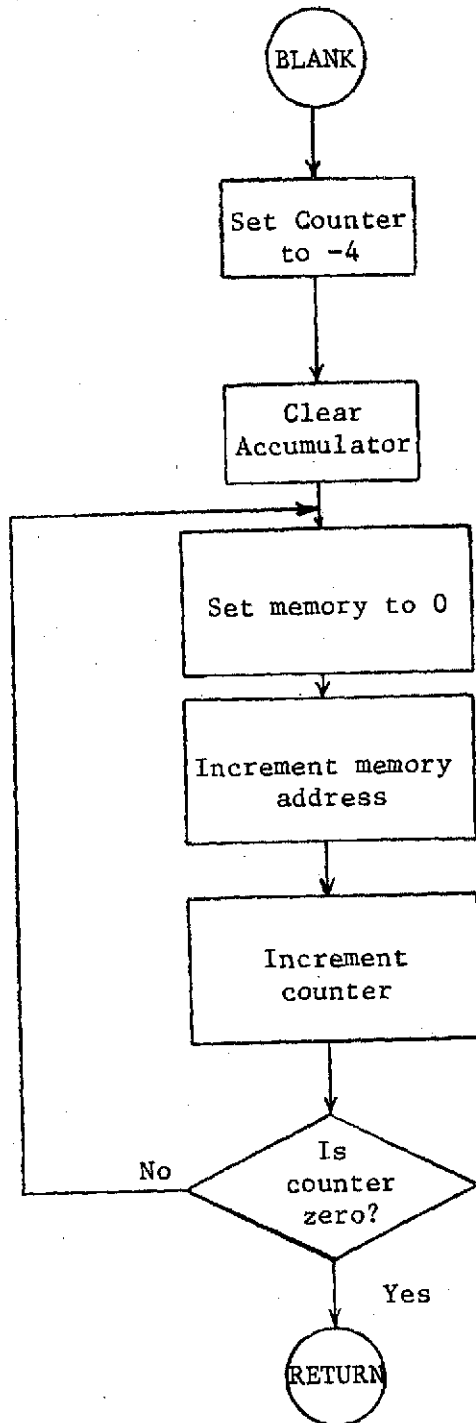 BLANK
Set Counter
to -4
Clear
Accumulator
Set memory to 0
Increment memory
address
Increment
counter
Is
counter
zero?
No
Yes
RETURN